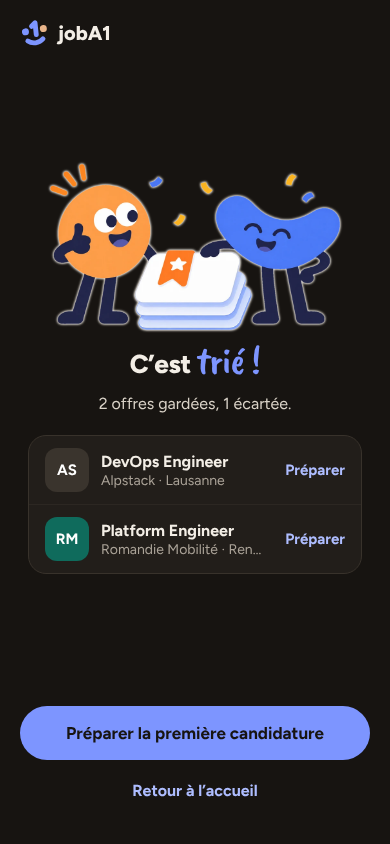 jobA1
C’est trié !
2 offres gardées, 1 écartée.
AS
DevOps Engineer
Alpstack · Lausanne
Préparer
RM
Platform Engineer
Romandie Mobilité · Ren…
Préparer
Préparer la première candidature
Retour à l’accueil